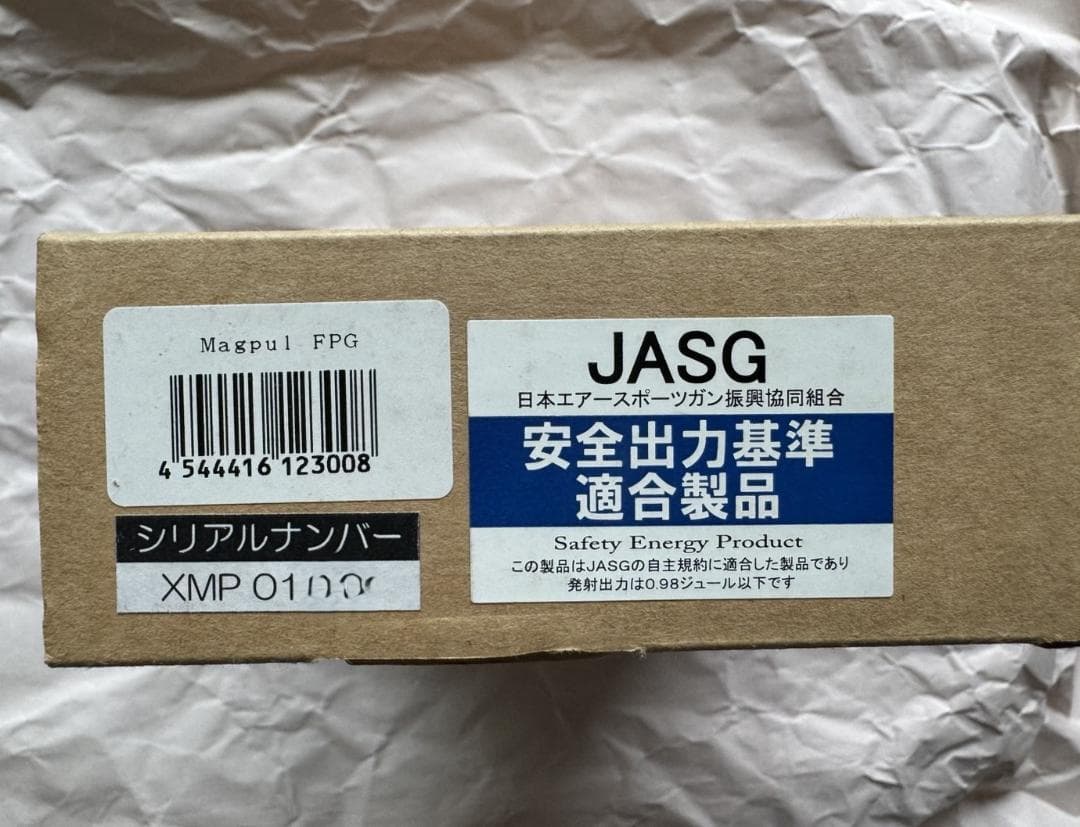 Magpul FPG
4 544416 123008
シリアルナンバー
XMP
JASG
日本エアースポーツガン振興協同組合
安全出力基準
適合製品
Safety Energy Product
この製品はJASGの自主規約に適合した製品であり
発射出力は0.98ジュール以下です